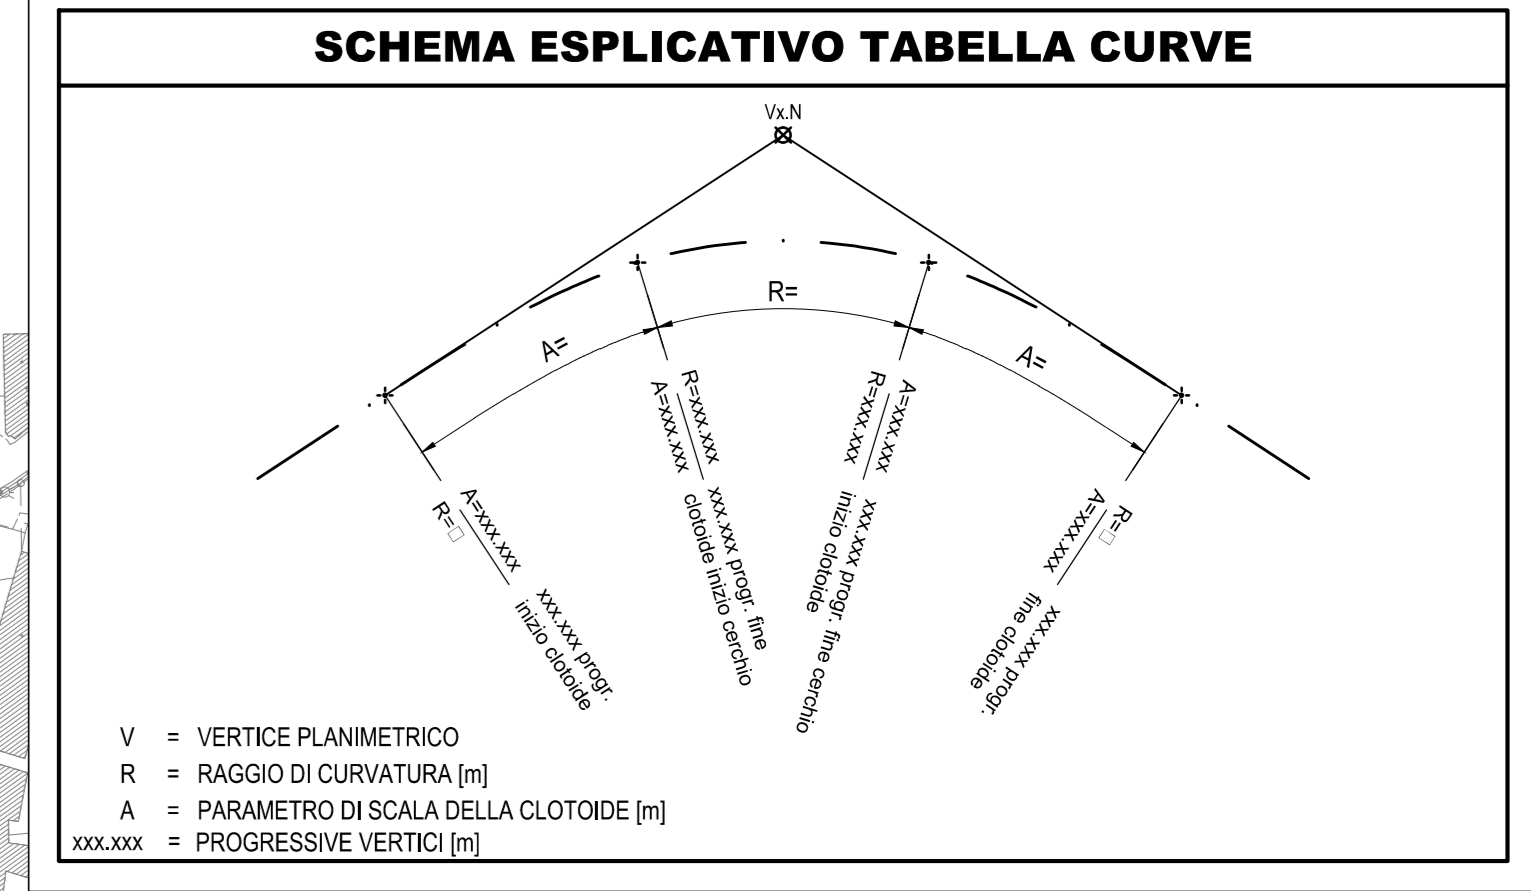 SCHEMA ESPLICATIVO TABELLA CURVE
Vx.N
R=
A=
A=
A=xxx.xxx
R=□
xxx.xxx progr.
inizio clotoide
R=xxx.xxx
A=xxx.xxx
xxx.xxx progr. fine
clotoide inizio cerchio
A=xxx.xxx
R=xxx.xxx
xxx.xxx progr. fine cerchio
inizio clotoide
R=□
A=xxx.xxx
xxx.xxx progr.
fine clotoide
V = VERTICE PLANIMETRICO
R = RAGGIO DI CURVATURA [m]
A = PARAMETRO DI SCALA DELLA CLOTOIDE [m]
xxx.xxx = PROGRESSIVE VERTICI [m]